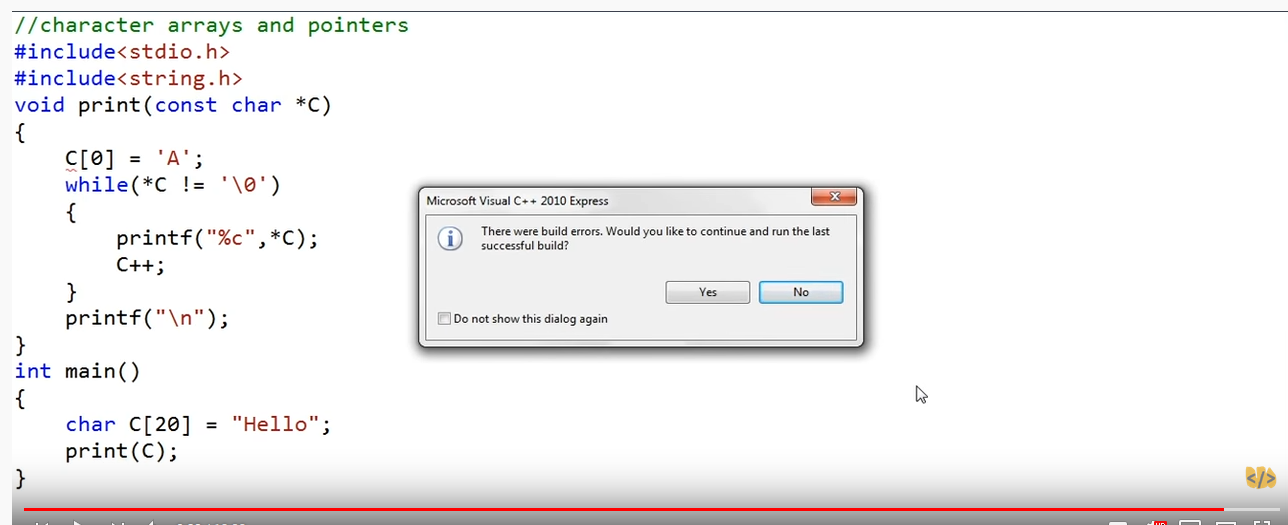 //character arrays and pointers
#include<stdio.h>
#include<string.h>
void print(const char *C)
{
C[0] = 'A';
while(*C != '\0')
{
printf("%c",*C);
C++;
}
printf("\n");
}
int main()
{
char C[20] = "Hello";
print(C);
}
Microsoft Visual C++ 2010 Express
There were build errors. Would you like to continue and run the last
successful build?
Yes
No
Do not show this dialog again
</>